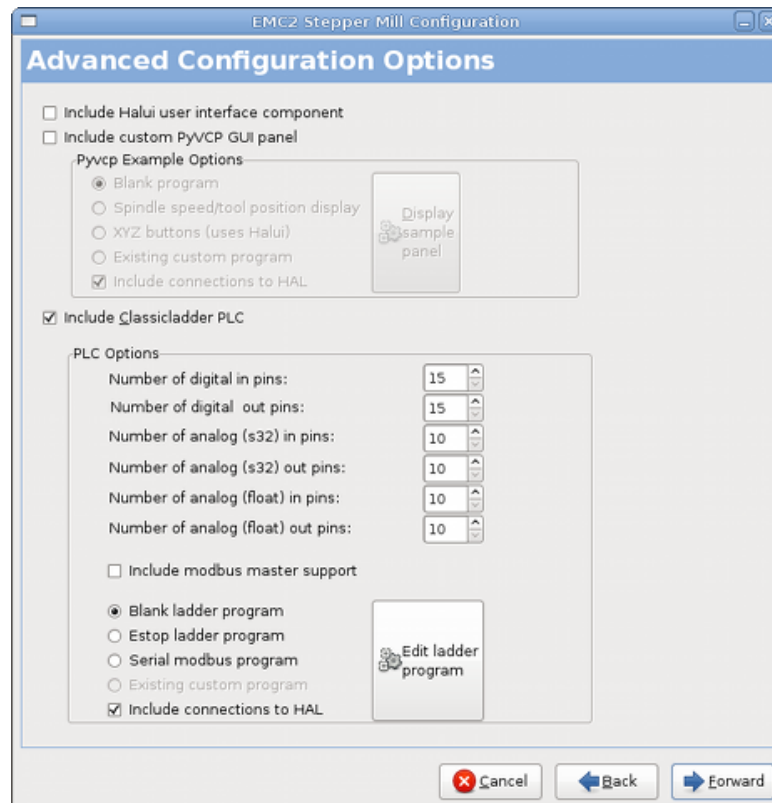 EMC2 Stepper Mill Configuration
Advanced Configuration Options
Include Halui user interface component
Include custom PyVCP GUI panel
Pyvcp Example Options
Blank program
Spindle speed/tool position display
XYZ buttons (uses Halui)
Existing custom program
Include connections to HAL
Display
sample
panel
Include Classicladder PLC
PLC Options
Number of digital in pins: 15
Number of digital out pins: 15
Number of analog (s32) in pins: 10
Number of analog (s32) out pins: 10
Number of analog (float) in pins: 10
Number of analog (float) out pins: 10
Include modbus master support
Blank ladder program
Estop ladder program
Serial modbus program
Existing custom program
Include connections to HAL
Edit ladder
program
Cancel Back Forward